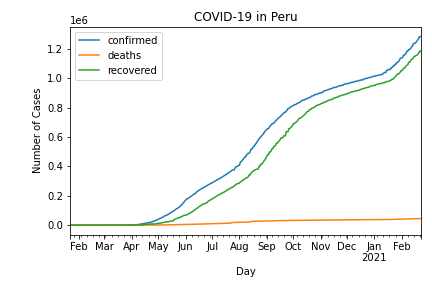 COVID-19 in Peru
1e6
confirmed
deaths
recovered
1.2
1.0
0.8
0.6
0.4
0.2
0.0
Number of Cases
Feb Mar Apr May Jun Jul Aug Sep Oct Nov Dec Jan Feb
2021
Day